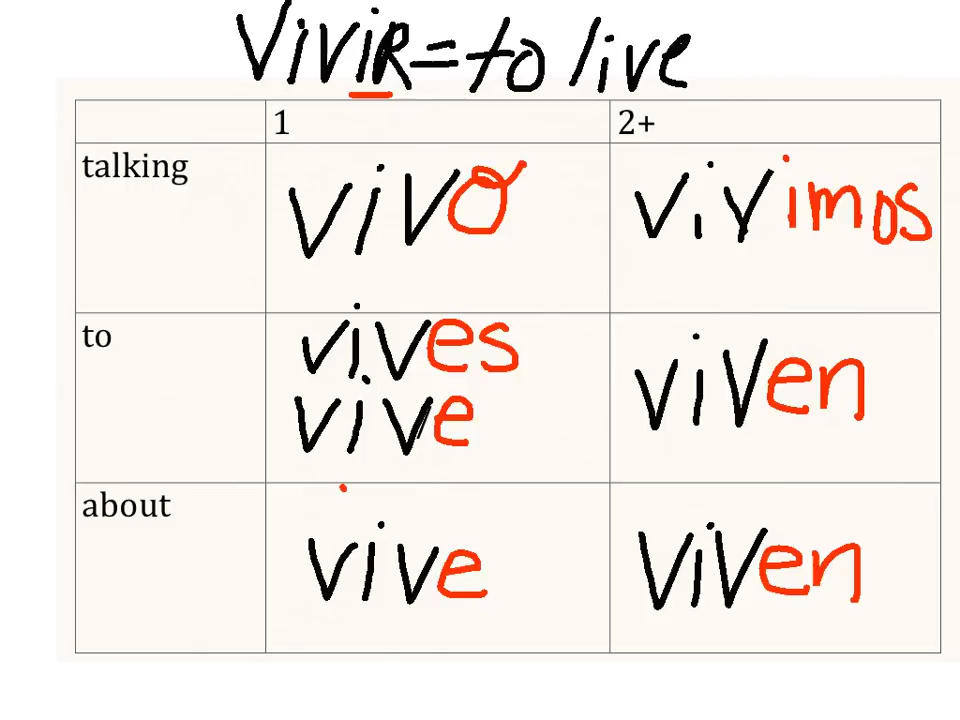 viviR = to live
1 2+
talking vivo vivimos
to vives viven
vive
about vive viven